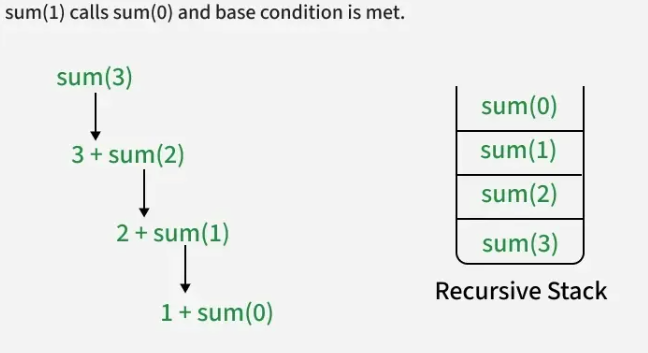 sum(1) calls sum(0) and base condition is met.
sum(3)
3 + sum(2)
2 + sum(1)
1 + sum(0)
sum(0)
sum(1)
sum(2)
sum(3)
Recursive Stack